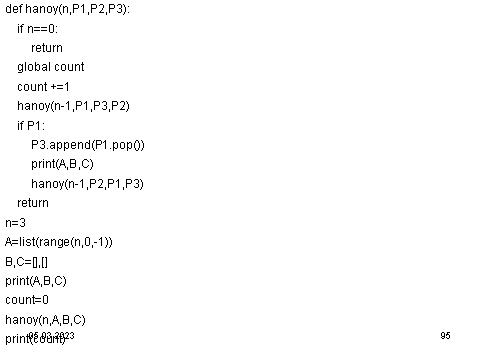 def hanoy(n,P1,P2,P3):
    if n==0:
        return
    global count
    count +=1
    hanoy(n-1,P1,P3,P2)
    if P1:
        P3.append(P1.pop())
        print(A,B,C)
        hanoy(n-1,P2,P1,P3)
    return
n=3
A=list(range(n,0,-1))
B,C=[],[]
print(A,B,C)
count=0
hanoy(n,A,B,C)
print(count)
05.03.2023
95